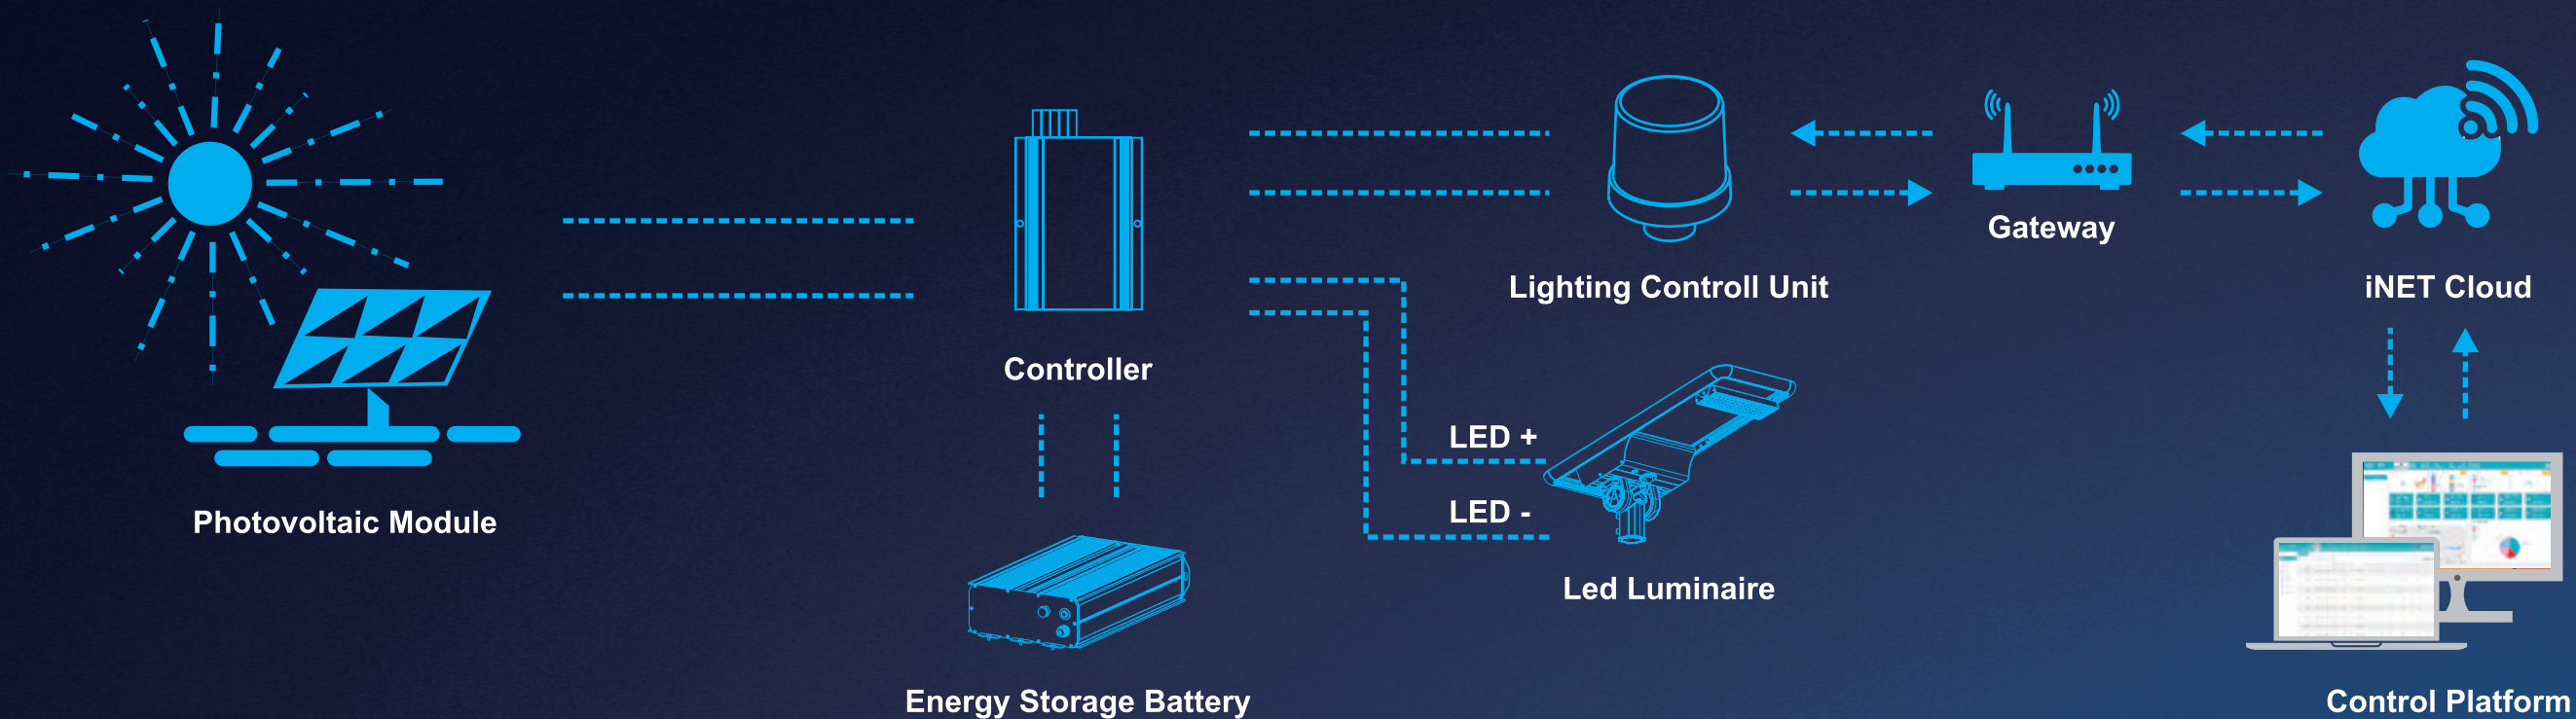 Gateway
Lighting Controll Unit
iNET Cloud
Controller
LED +
LED -
Photovoltaic Module
Led Luminaire
Energy Storage Battery
Control Platform